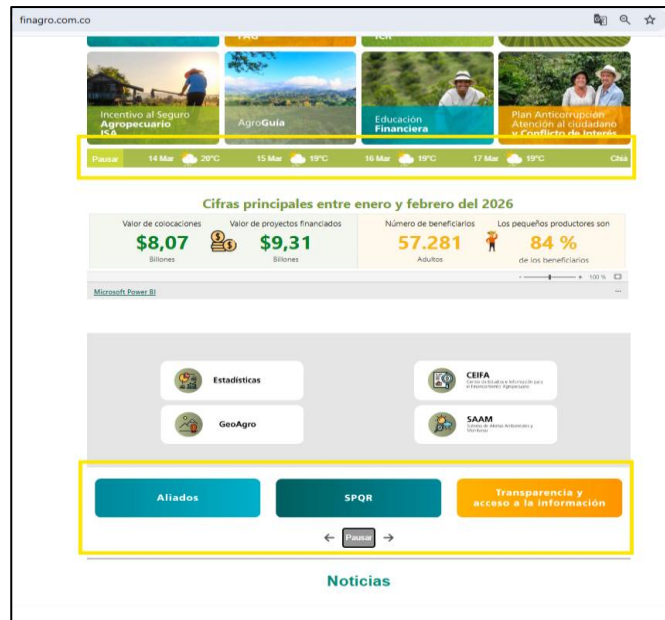 finagro.com.co
FAG
ICR
Incentivo al Seguro
Agropecuario
ISA
AgroGuía
Educación
Financiera
Plan Anticorrupción
Atención al ciudadano
y Conflicto de Interés
Pausar 14 Mar 20°C 15 Mar 19°C 16 Mar 19°C 17 Mar 19°C Chía
Cifras principales entre enero y febrero del 2026
Valor de colocaciones Valor de proyectos financiados Número de beneficiarios Los pequeños productores son
$8,07 $9,31 57.281 84 %
Billones Billones Adultos de los beneficiarios
- + 100 %
Microsoft Power BI ...
Estadísticas
CEIFA
GeoAgro
SAAM
Aliados
SPQR
Transparencia y
acceso a la información
← Pausar →
Noticias